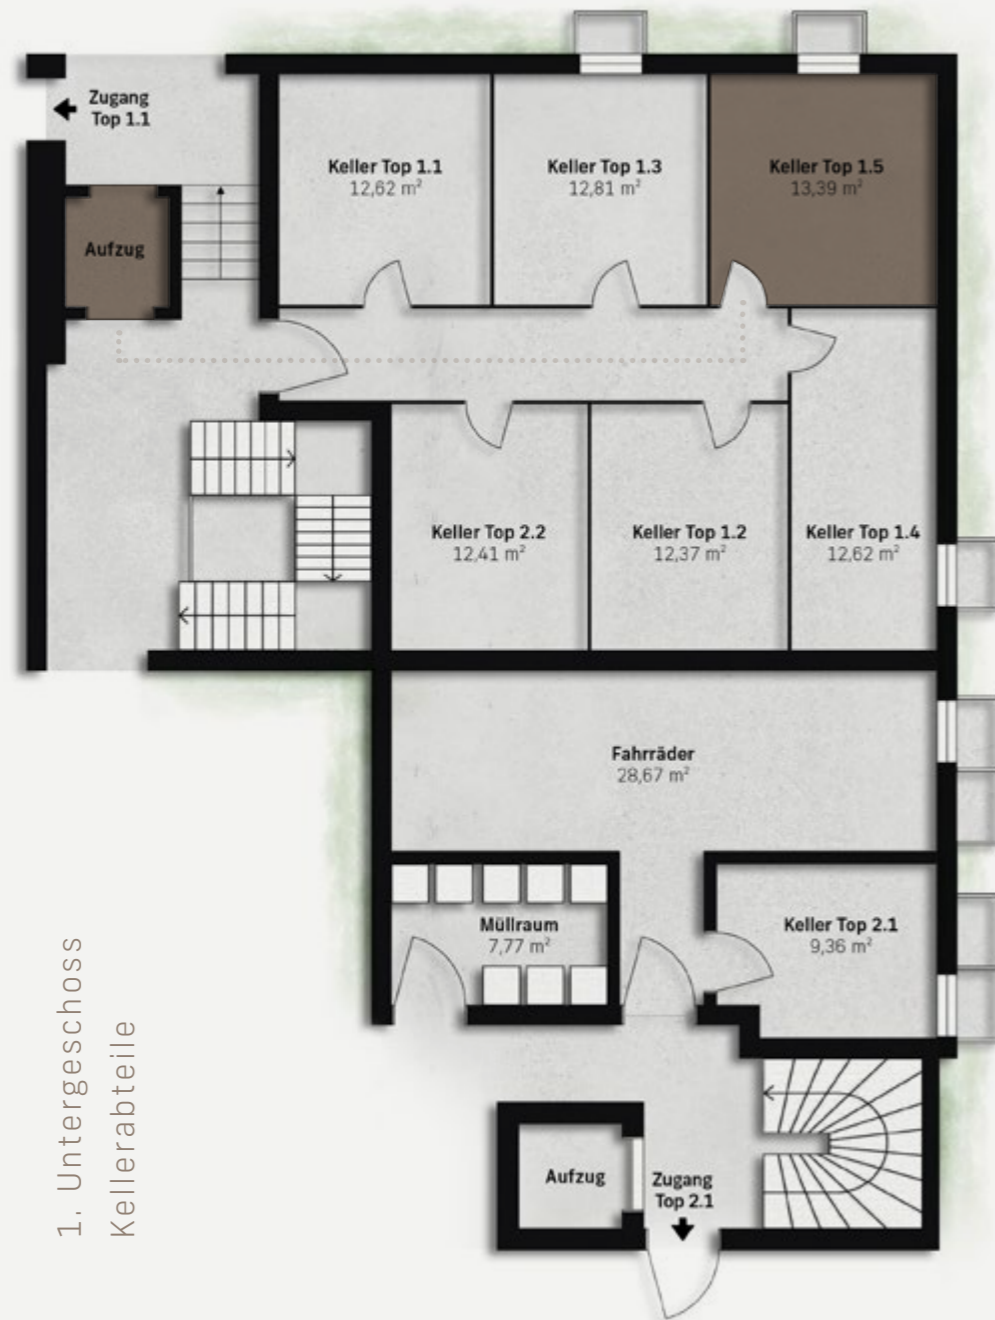 Zugang
Top 1.1
Aufzug
Keller Top 1.1
12,62 m²
Keller Top 1.3
12,81 m²
Keller Top 1.5
13,39 m²
Keller Top 2.2
12,41 m²
Keller Top 1.2
12,37 m²
Keller Top 1.4
12,62 m²
Fahrräder
28,67 m²
Müllraum
7,77 m²
Keller Top 2.1
9,36 m²
Aufzug
Zugang
Top 2.1
1. Untergeschoss
Kellerabteile